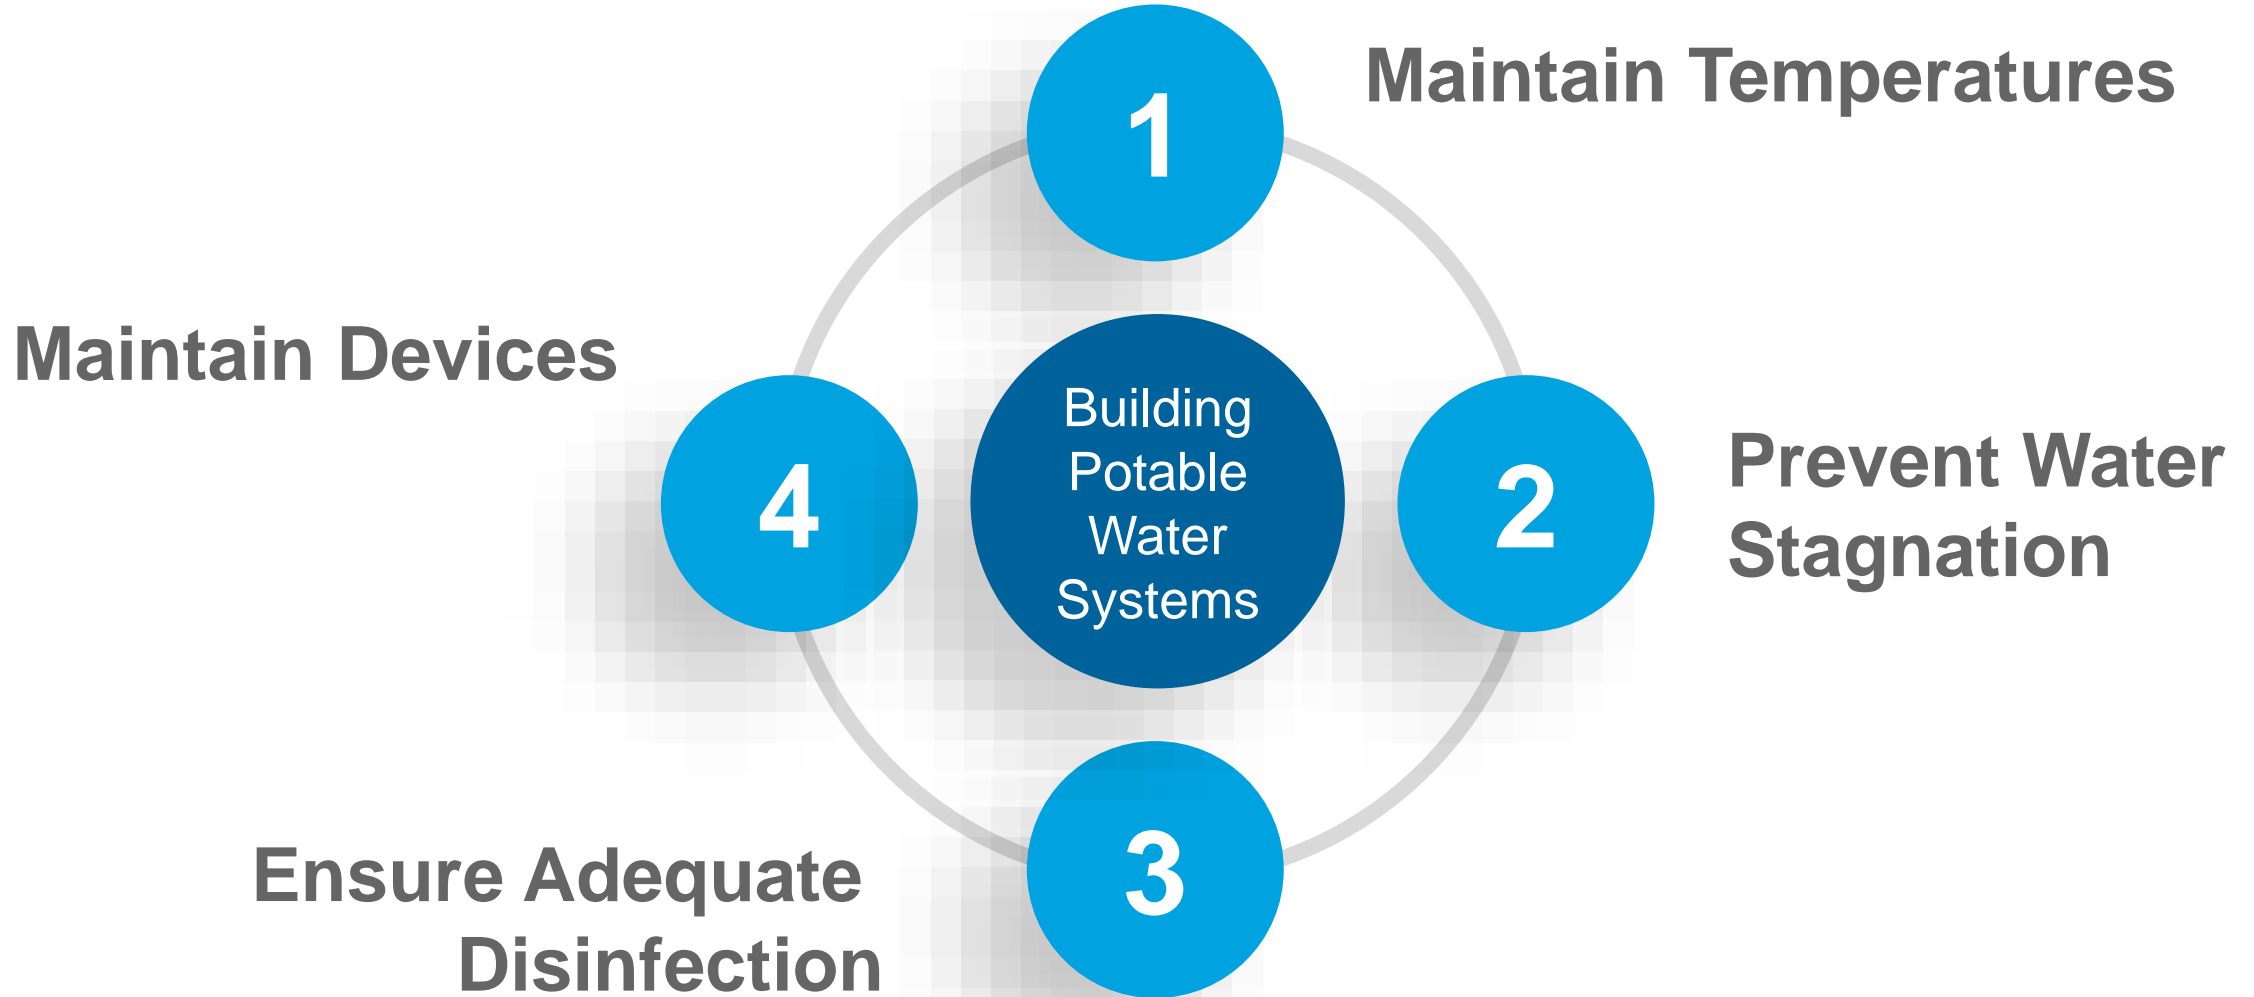 1
Maintain Temperatures
2
Prevent Water
Stagnation
3
Ensure Adequate
Disinfection
4
Maintain Devices
Building
Potable
Water
Systems